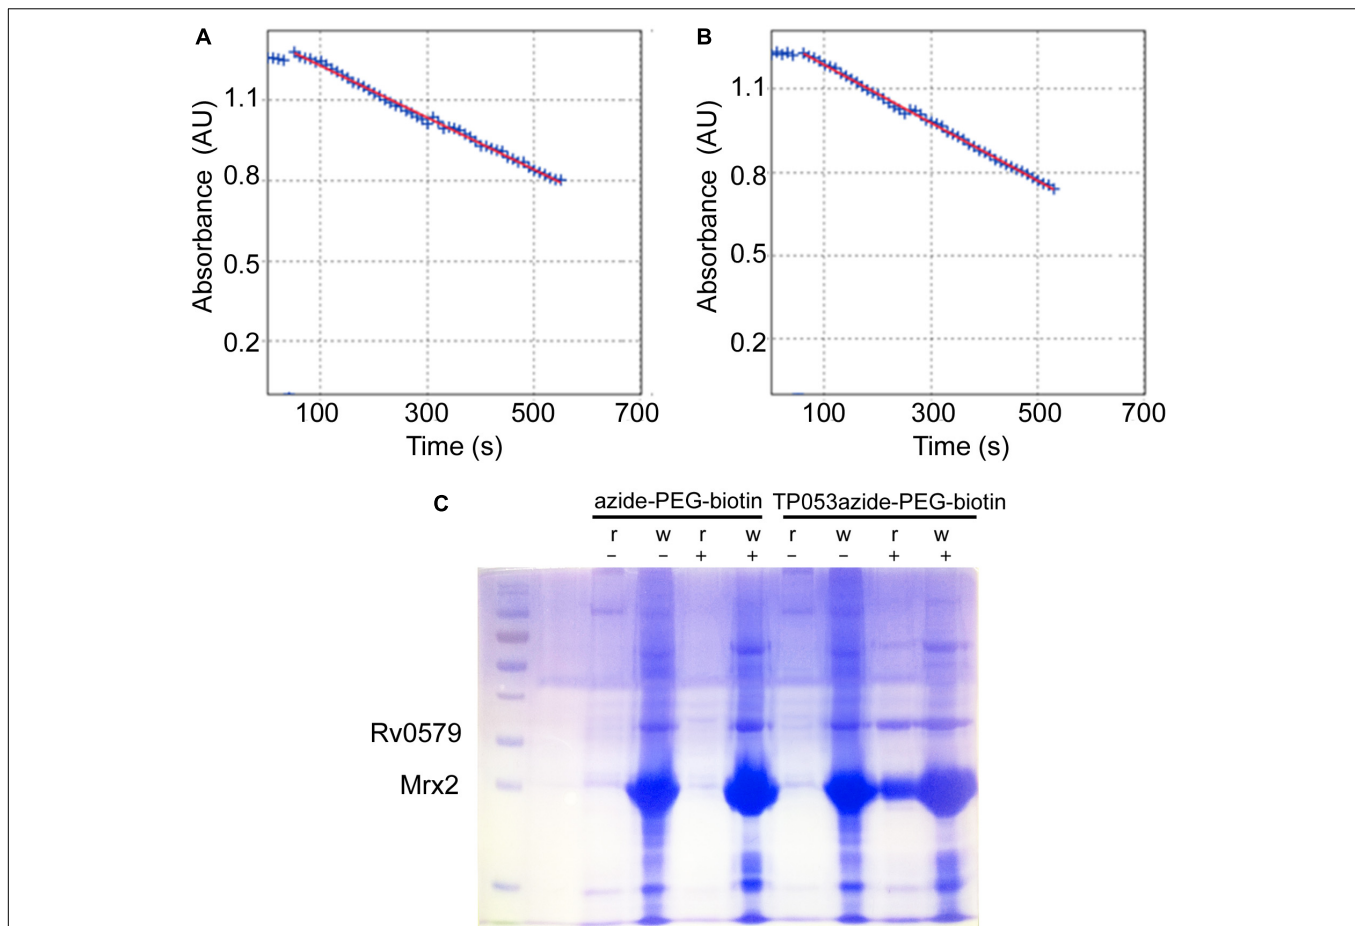 A
B
Absorbance (AU)
1.1
0.8
0.5
0.2
100 300 500 700
Time (s)
Absorbance (AU)
1.1
0.8
0.5
0.2
100 300 500 700
Time (s)
C
azide-PEG-biotin TP053azide-PEG-biotin
r w r w r w r w
− − + + − − + +
Rv0579
Mrx2